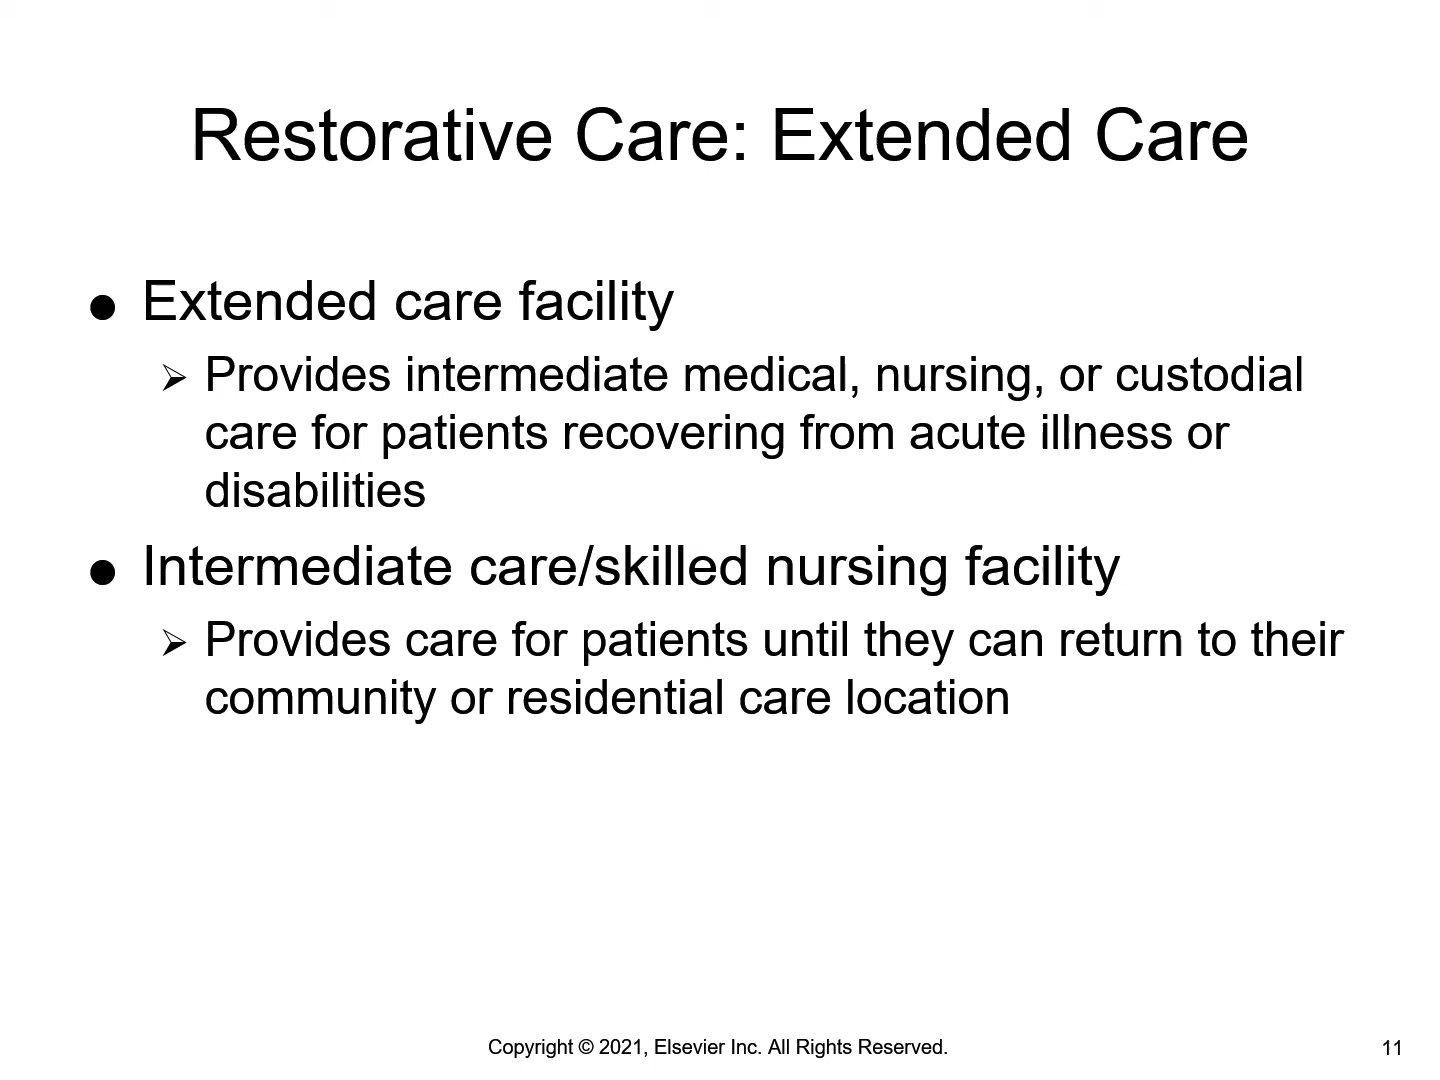 Restorative Care: Extended Care
● Extended care facility
➢ Provides intermediate medical, nursing, or custodial
care for patients recovering from acute illness or
disabilities
● Intermediate care/skilled nursing facility
➢ Provides care for patients until they can return to their
community or residential care location
Copyright © 2021, Elsevier Inc. All Rights Reserved.
11